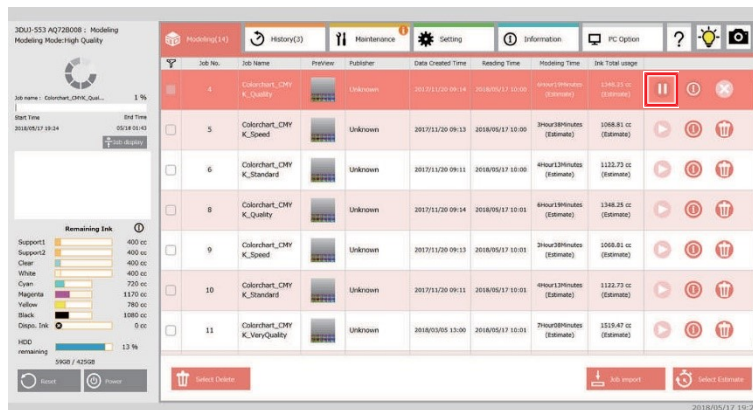 3DUJ-553 AQ72B008 : Modeling
Modeling Mode:High Quality
Job name : Colorchart_CMYK_Qual... 1 %
Start Time End Time
2018/05/17 19:24 05/18 01:43
Job display
Remaining Ink
Support1 400 cc
Support2 400 cc
Clear 400 cc
White 400 cc
Cyan 720 cc
Magenta 1170 cc
Yellow 780 cc
Black 1080 cc
Dispo. Ink 0 cc
HDD remaining 13 %
59GB / 425GB
Reset Power
Modeling(14) History(3) Maintenance Setting Information PC Option ?
Job No. Job Name PreView Publisher Data Created Time Reading Time Modeling Time Ink Total usage
4 Colorchart_CMY Unknown 2017/11/20 09:14 2018/05/17 10:00
K_Quality (Estimate) (Estimate)
5 Colorchart_CMY Unknown 2017/11/20 09:13 2018/05/17 10:00 3Hour38Minutes 1068.81 cc
K_Speed (Estimate) (Estimate)
6 Colorchart_CMY Unknown 2017/11/20 09:11 2018/05/17 10:00 4Hour13Minutes 1122.73 cc
K_Standard (Estimate) (Estimate)
8 Colorchart_CMY Unknown 2017/11/20 09:14 2018/05/17 10:01 6Hour19Minutes 1348.25 cc
K_Quality (Estimate) (Estimate)
9 Colorchart_CMY Unknown 2017/11/20 09:13 2018/05/17 10:01 3Hour38Minutes 1068.81 cc
K_Speed (Estimate) (Estimate)
10 Colorchart_CMY Unknown 2017/11/20 09:11 2018/05/17 10:01 4Hour13Minutes 1122.73 cc
K_Standard (Estimate) (Estimate)
11 Colorchart_CMY Unknown 2018/03/05 13:00 2018/05/17 10:01 7Hour08Minutes 1519.47 cc
K_VeryQuality (Estimate) (Estimate)
Select Delete Job import Select Estimate
2018/05/17 19:2